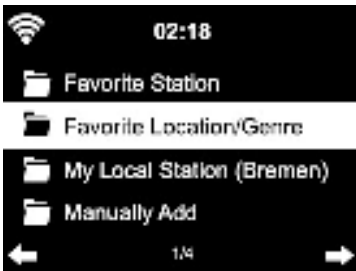 02:18
Favorite Station
Favorite Location/Genre
My Local Station (Bremen)
Manually Add
1/4